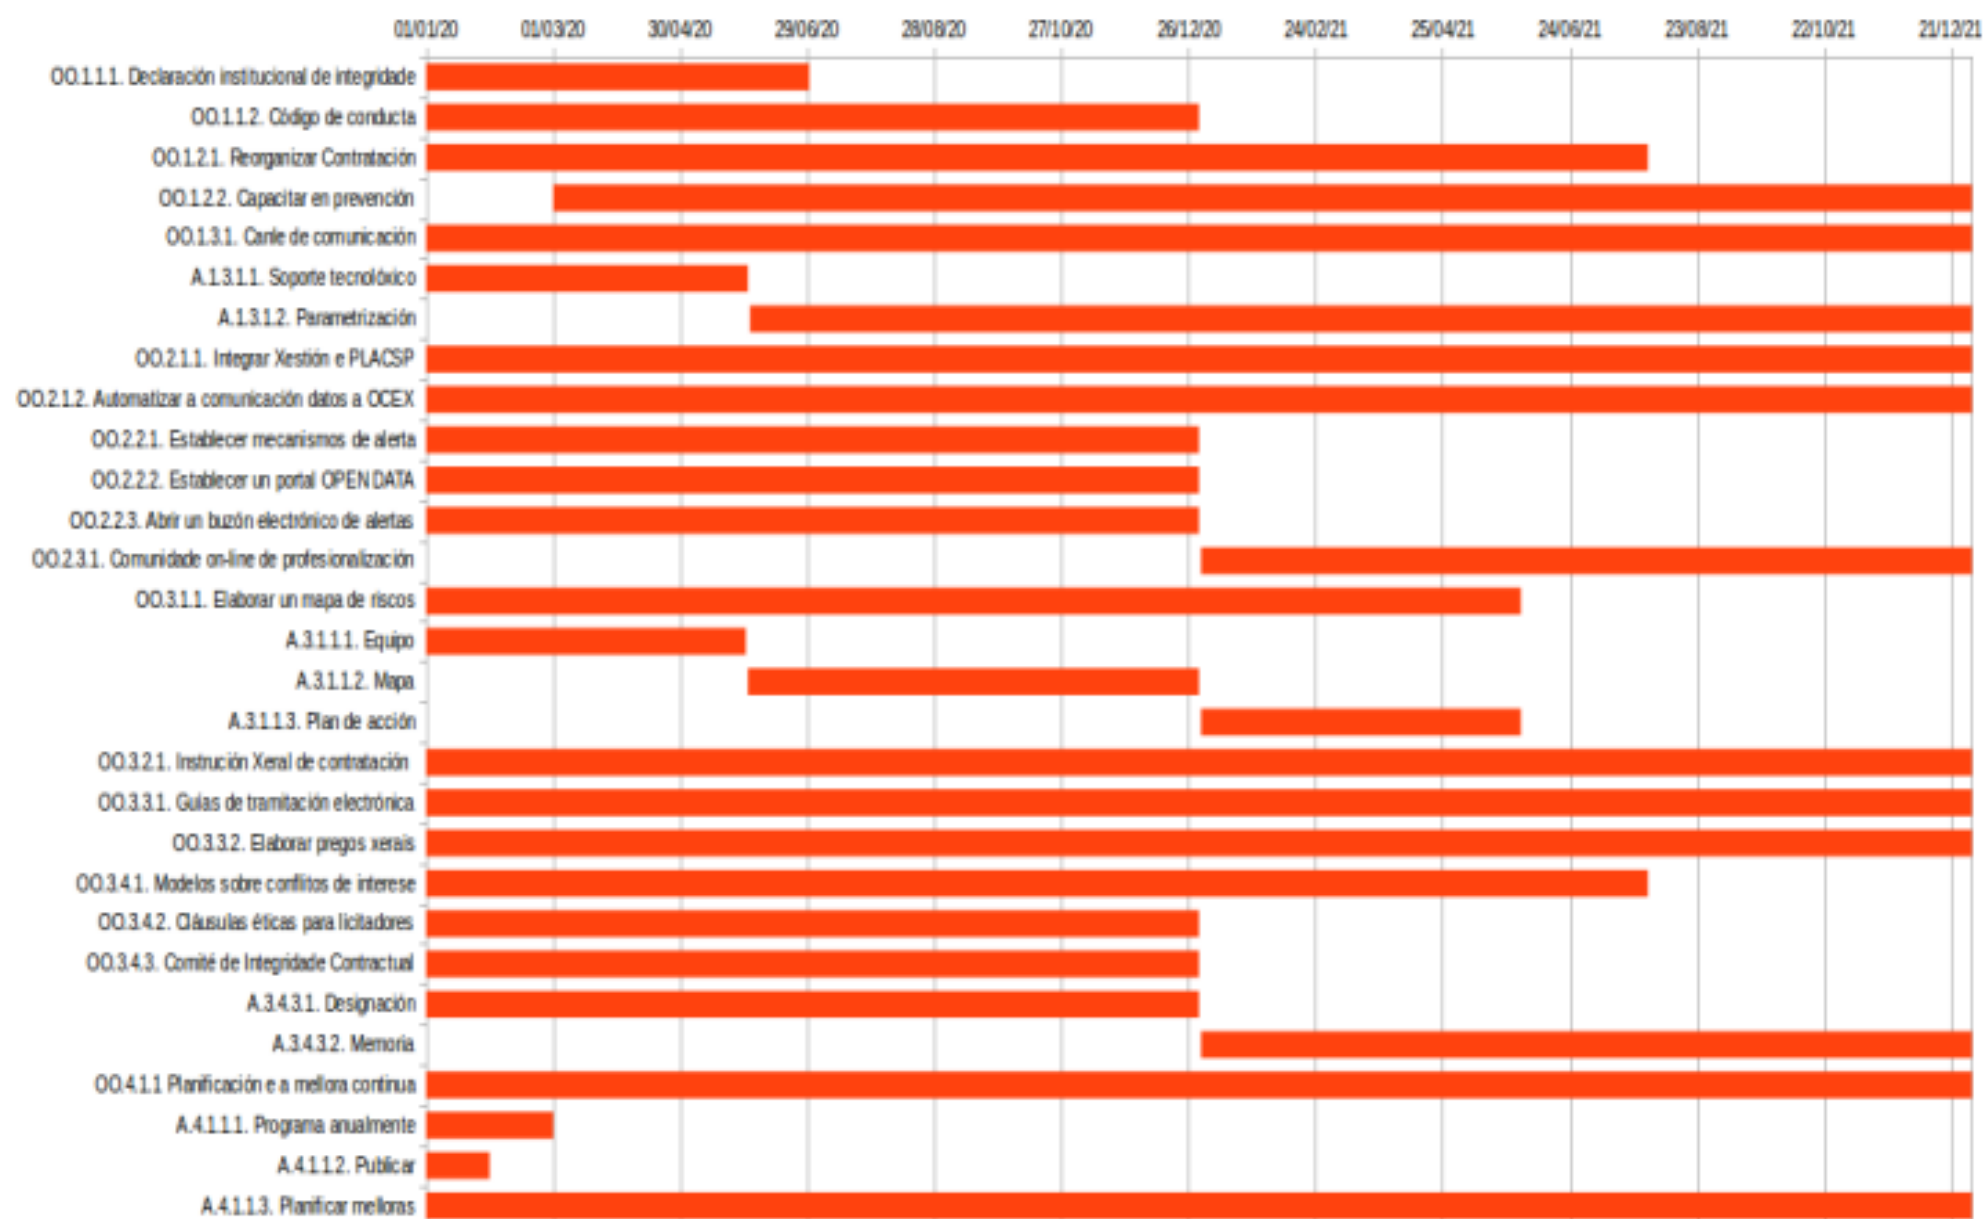 01/01/20 01/03/20 30/04/20 29/06/20 28/08/20 27/10/20 26/12/20 24/02/21 25/04/21 24/06/21 23/08/21 22/10/21 21/12/21
OO.1.1.1. Declaración institucional de integridade
OO.1.1.2. Código de conducta
OO.1.2.1. Reorganizar Contratación
OO.1.2.2. Capacitar en prevención
OO.1.3.1. Canle de comunicación
A.1.3.1.1. Soporte tecnolóxico
A.1.3.1.2. Parametrización
OO.2.1.1. Integrar Xestión e PLACSP
OO.2.1.2. Automatizar a comunicación datos a OCEX
OO.2.2.1. Establecer mecanismos de alerta
OO.2.2.2. Establecer un portal OPEN DATA
OO.2.2.3. Abrir un buzón electrónico de alertas
OO.2.3.1. Comunidade on-line de profesionalización
OO.3.1.1. Elaborar un mapa de riscos
A.3.1.1.1. Equipo
A.3.1.1.2. Mapa
A.3.1.1.3. Plan de acción
OO.3.2.1. Instrución Xeral de contratación
OO.3.3.1. Guías de tramitación electrónica
OO.3.3.2. Elaborar pregos xerais
OO.3.4.1. Modelos sobre conflitos de interese
OO.3.4.2. Cláusulas éticas para licitadores
OO.3.4.3. Comité de Integridade Contractual
A.3.4.3.1. Designación
A.3.4.3.2. Memoria
OO.4.1.1 Planificación e a mellora continua
A.4.1.1.1. Programa anualmente
A.4.1.1.2. Publicar
A.4.1.1.3. Planificar melloras